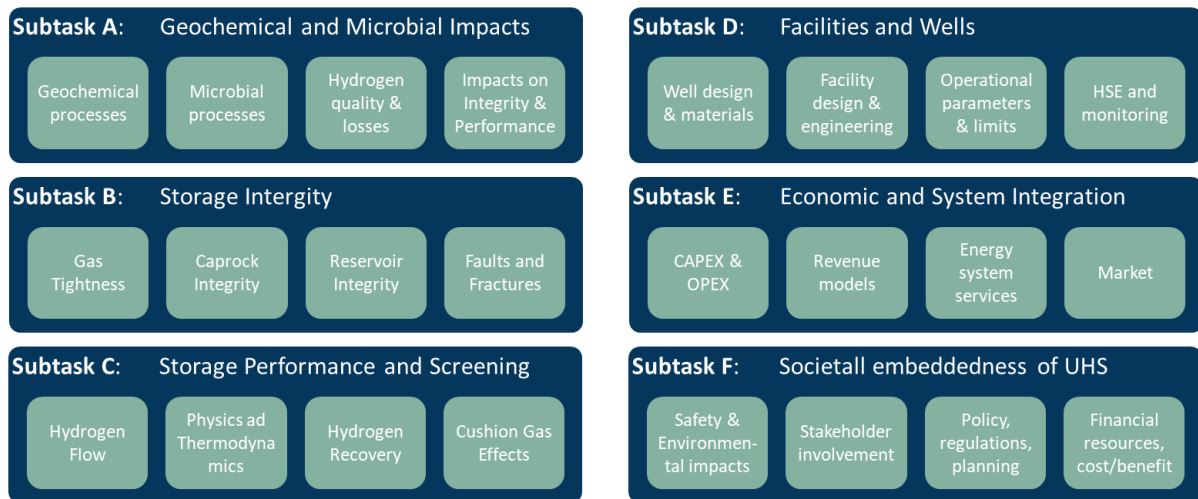 Subtask A: Geochemical and Microbial Impacts
Geochemical
processes
Microbial
processes
Hydrogen
quality &
losses
Impacts on
Integrity &
Performance
Subtask B: Storage Intergity
Gas
Tightness
Caprock
Integrity
Reservoir
Integrity
Faults and
Fractures
Subtask C: Storage Performance and Screening
Hydrogen
Flow
Physics ad
Thermodyna
mics
Hydrogen
Recovery
Cushion Gas
Effects
Subtask D: Facilities and Wells
Well design
& materials
Facility
design &
engineering
Operational
parameters
& limits
HSE and
monitoring
Subtask E: Economic and System Integration
CAPEX &
OPEX
Revenue
models
Energy
system
services
Market
Subtask F: Societall embeddedness of UHS
Safety &
Environmen-
tal impacts
Stakeholder
involvement
Policy,
regulations,
planning
Financial
resources,
cost/benefit